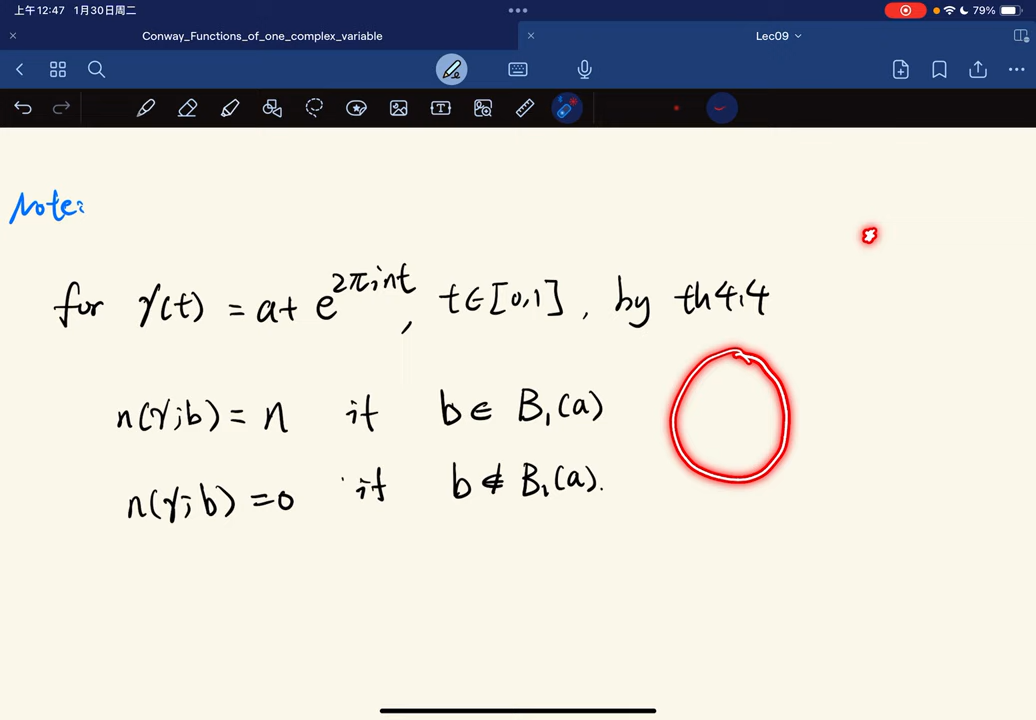 上午12:47 1月30日周二
79%
Conway_Functions_of_one_complex_variable
Lec09
Note:
for γ(t) = a+ e^{2πint}, t∈[0,1], by th4.4
n(γ;b) = n if b∈ B₁(a)
n(γ;b) =0 if b∉ B₁(a).